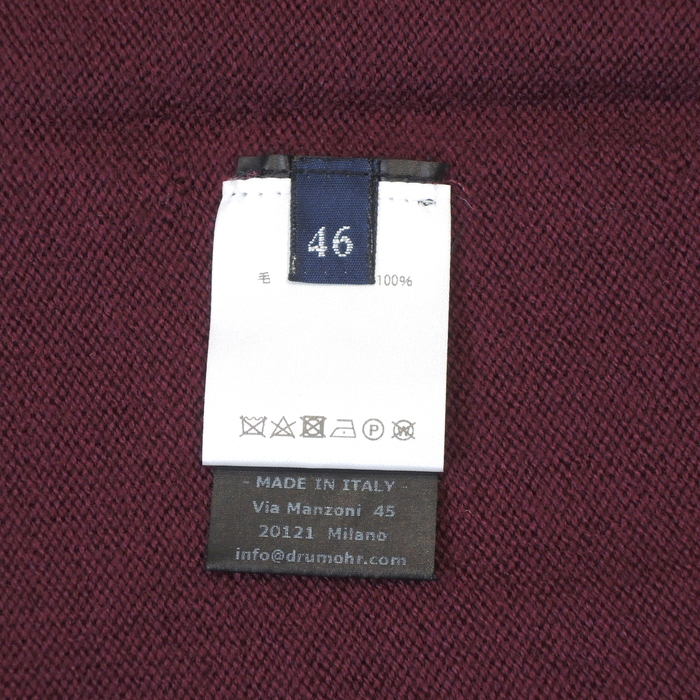 46
毛 100%
P W
- MADE IN ITALY -
Via Manzoni 45
20121 Milano
info@drumohr.com